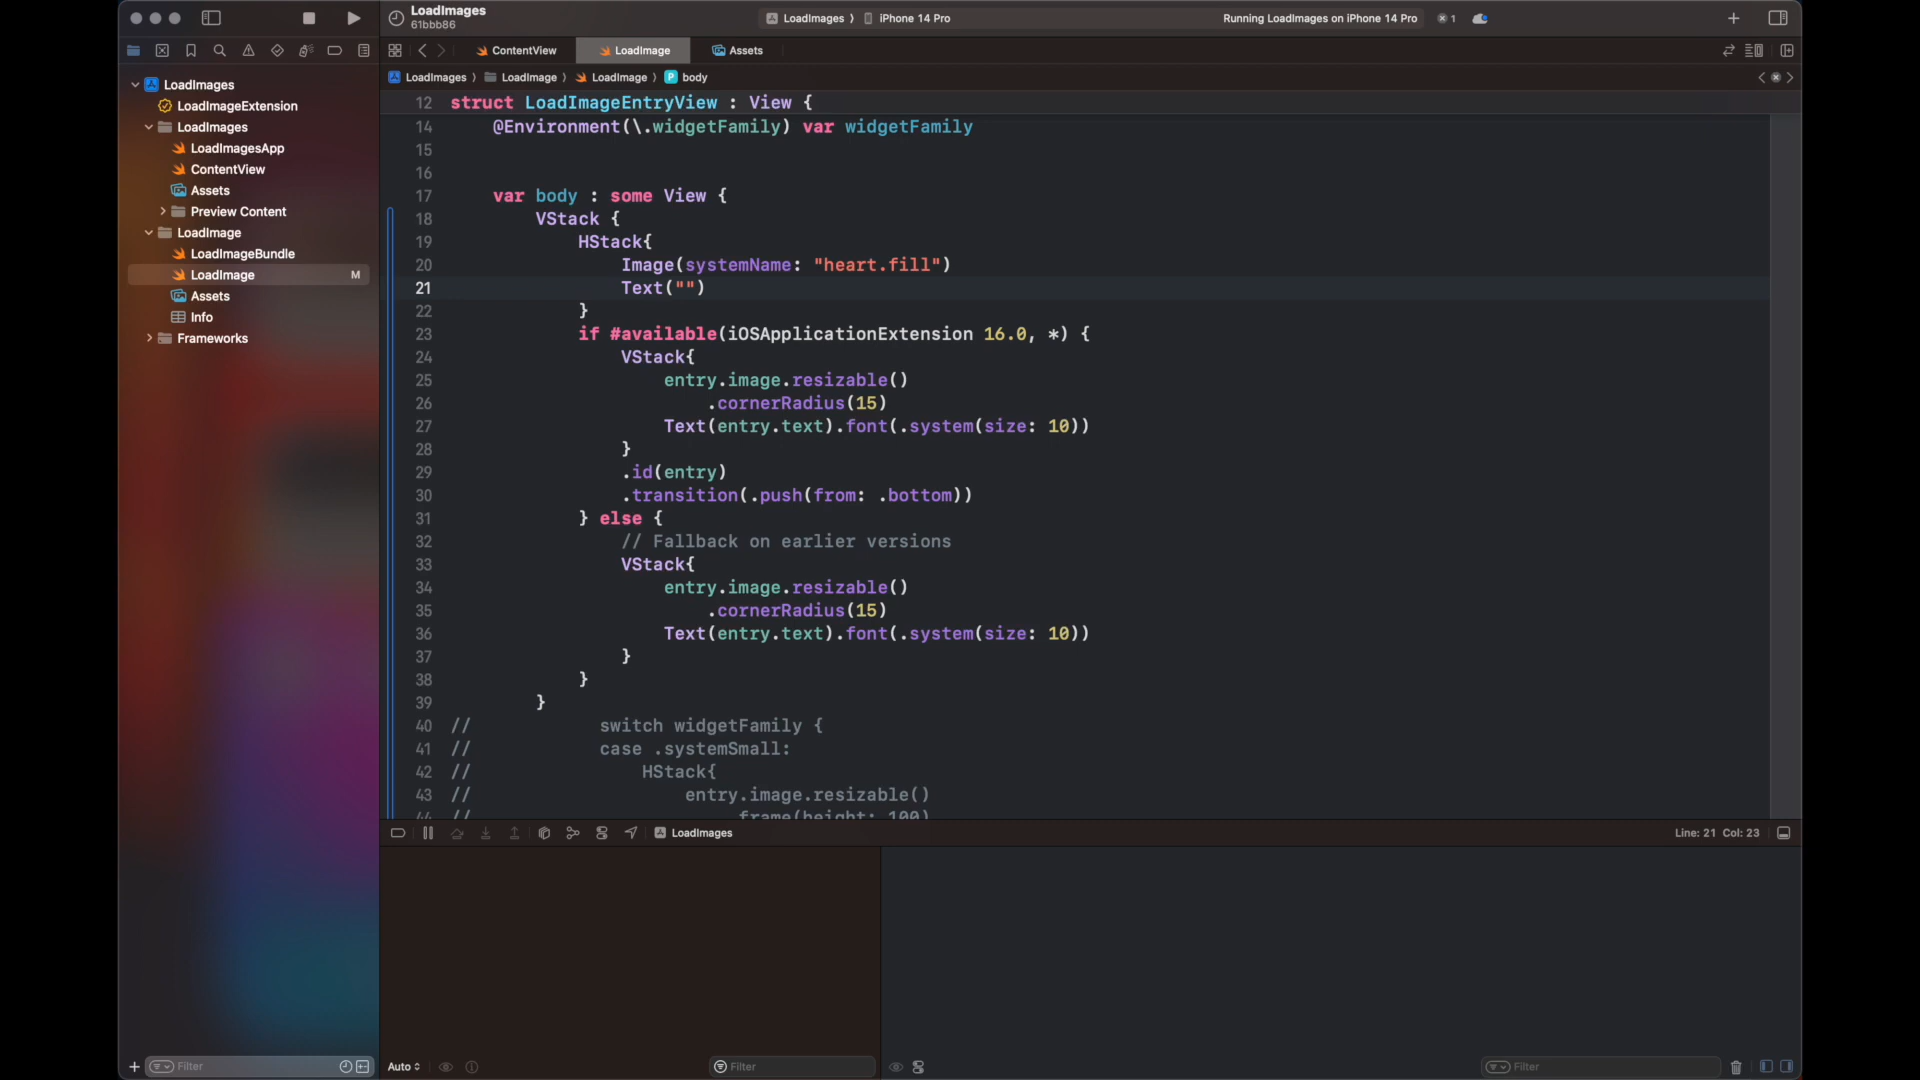 LoadImages
61bbb86
LoadImages 〉 iPhone 14 Pro
Running LoadImages on iPhone 14 Pro
1
ContentView
LoadImage
Assets
LoadImages 〉 LoadImage 〉 LoadImage 〉 P body
LoadImages
LoadImageExtension
LoadImages
LoadImagesApp
ContentView
Assets
Preview Content
LoadImage
LoadImageBundle
LoadImage M
Assets
Info
Frameworks
12 struct LoadImageEntryView : View {
14 @Environment(\.widgetFamily) var widgetFamily
15
16
17 var body : some View {
18 VStack {
19 HStack{
20 Image(systemName: "heart.fill")
21 Text("")
22 }
23 if #available(iOSApplicationExtension 16.0, *) {
24 VStack{
25 entry.image.resizable()
26 .cornerRadius(15)
27 Text(entry.text).font(.system(size: 10))
28 }
29 .id(entry)
30 .transition(.push(from: .bottom))
31 } else {
32 // Fallback on earlier versions
33 VStack{
34 entry.image.resizable()
35 .cornerRadius(15)
36 Text(entry.text).font(.system(size: 10))
37 }
38 }
39 }
40 // switch widgetFamily {
41 // case .systemSmall:
42 // HStack{
43 // entry.image.resizable()
44 // .frame(height: 100)
LoadImages
Line: 21 Col: 23
Filter
Auto
Filter
Filter